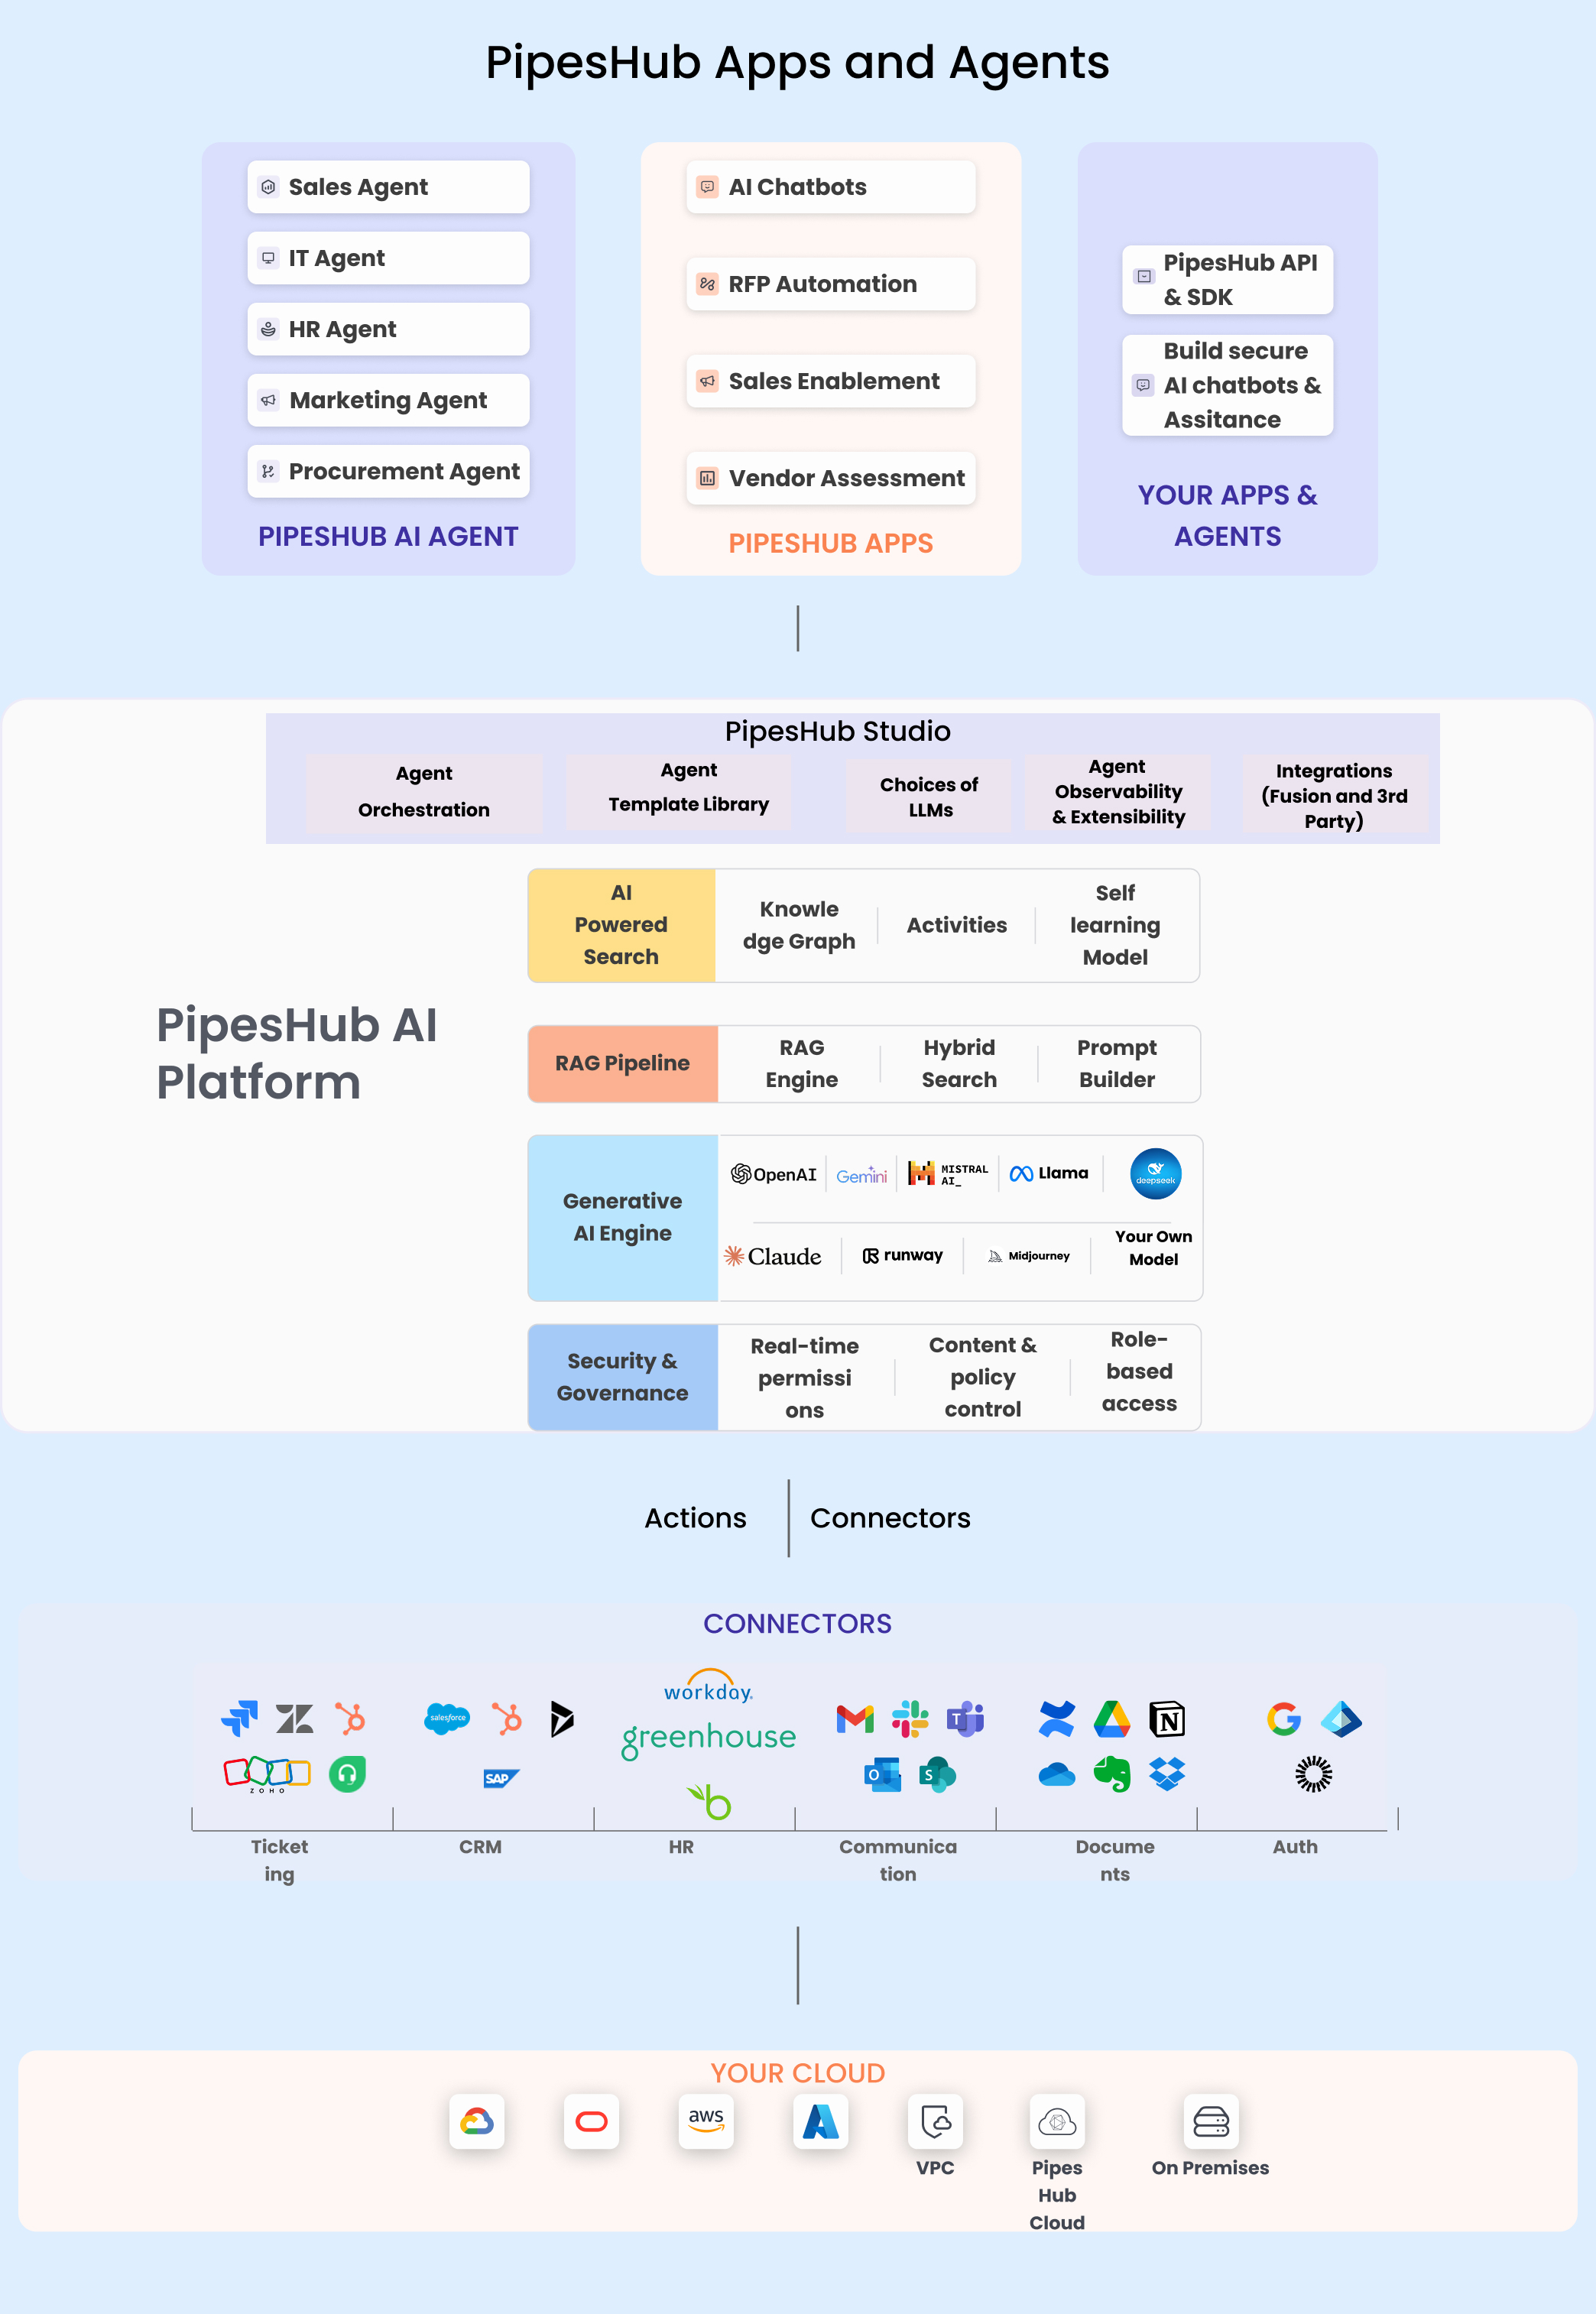 PipesHub Apps and Agents
Sales Agent
IT Agent
HR Agent
Marketing Agent
Procurement Agent
PIPESHUB AI AGENT
AI Chatbots
RFP Automation
Sales Enablement
Vendor Assessment
PIPESHUB APPS
PipesHub API
& SDK
Build secure
AI chatbots &
Assitance
YOUR APPS &
AGENTS
PipesHub Studio
Agent
Orchestration
Agent
Template Library
Choices of
LLMs
Agent
Observability
& Extensibility
Integrations
(Fusion and 3rd
Party)
PipesHub AI
Platform
AI
Powered
Search
Knowle
dge Graph
Activities
Self
learning
Model
RAG Pipeline
RAG
Engine
Hybrid
Search
Prompt
Builder
Generative
AI Engine
OpenAI
Gemini
MISTRAL
AI_
Llama
deepseek
Claude
runway
Midjourney
Your Own
Model
Security &
Governance
Real-time
permissi
ons
Content &
policy
control
Role-
based
access
Actions
Connectors
CONNECTORS
ZOHO
salesforce
SAP
workday.
greenhouse
b
T
O
S
N
Ticket
ing
CRM
HR
Communica
tion
Docume
nts
Auth
YOUR CLOUD
aws
VPC
Pipes
Hub
Cloud
On Premises